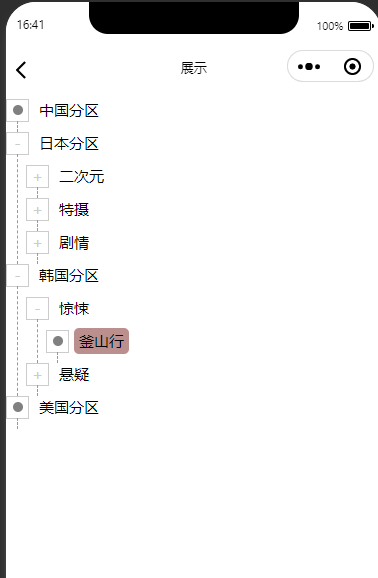 16:41 100%
展示
中国分区
- 日本分区
+ 二次元
+ 特摄
+ 剧情
- 韩国分区
- 惊悚
釜山行
+ 悬疑
美国分区